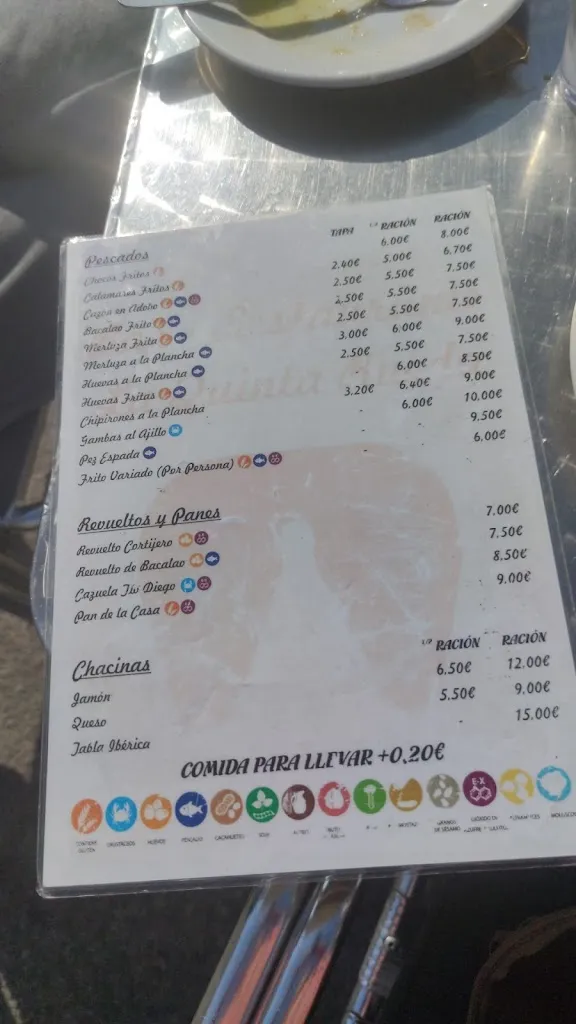 TAPA 1/2 RACIÓN RACIÓN
Pescados
Chocos Fritos 6.00€ 8.00€
Calamares Fritos 2.40€ 5.00€ 6.70€
Cazón en Adobo 2.50€ 5.50€ 7.50€
Bacalao Frito 2.50€ 5.50€ 7.50€
Merluza Frita 2.50€ 5.50€ 7.50€
Merluza a la Plancha 3.00€ 6.00€ 9.00€
Huevas a la Plancha 2.50€ 5.50€ 7.50€
Huevas Fritas - 6.00€ 8.50€
Chipirones a la Plancha 3.20€ 6.40€ 9.00€
Gambas al Ajillo - 6.00€ 10.00€
Pez Espada - - 9.50€
Frito Variado (Por Persona) - - 6.00€
Revueltos y Panes
Revuelto Cortijero 7.00€
Revuelto de Bacalao 7.50€
Cazuela Tío Diego 8.50€
Pan de la Casa 9.00€
Chacinas 1/2 RACIÓN RACIÓN
Jamón 6.50€ 12.00€
Queso 5.50€ 9.00€
Tabla Ibérica - 15.00€
COMIDA PARA LLEVAR +0.20€
E-X
CONTIENE GLUTEN CRUSTÁCEOS HUEVOS PESCADO CACAHUETES SOJA